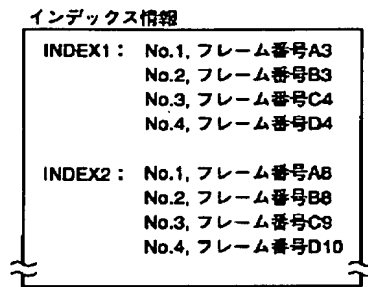 インデックス情報
INDEX1： No.1, フレーム番号A3
No.2, フレーム番号B3
No.3, フレーム番号C4
No.4, フレーム番号D4
INDEX2： No.1, フレーム番号A8
No.2, フレーム番号B8
No.3, フレーム番号C9
No.4, フレーム番号D10